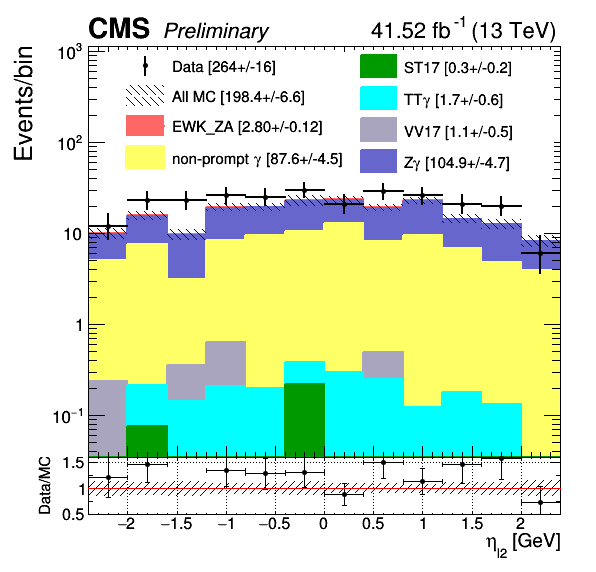 CMS Preliminary 41.52 fb⁻¹ (13 TeV)
Events/bin
10³
10²
10
1
10⁻¹
Data [264+/-16]
All MC [198.4+/-6.6]
EWK_ZA [2.80+/-0.12]
non-prompt γ [87.6+/-4.5]
ST17 [0.3+/-0.2]
TTγ [1.7+/-0.6]
VV17 [1.1+/-0.5]
Zγ [104.9+/-4.7]
Data/MC
1.5
1
0.5
−2 −1.5 −1 −0.5 0 0.5 1 1.5 2
η_l2 [GeV]